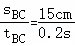 s_BC/t_BC = 15cm/0.2s